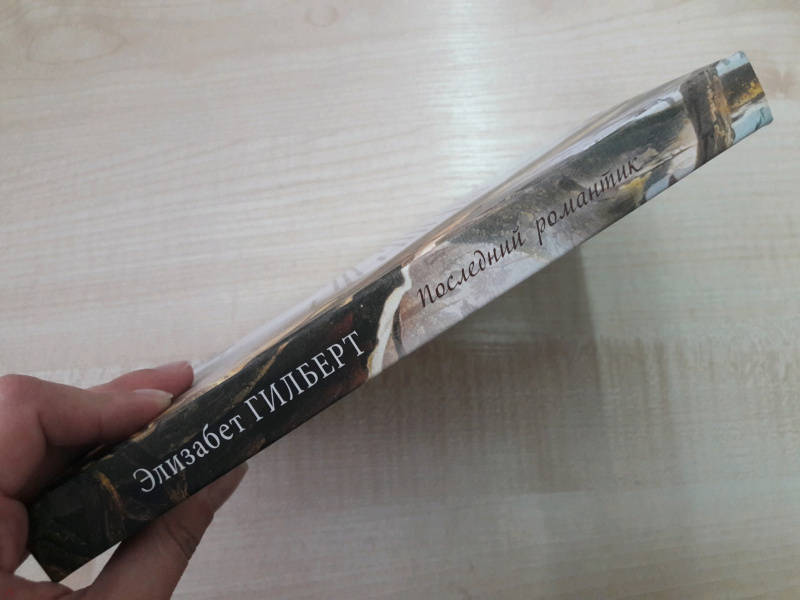 Элизабет ГИЛБЕРТ
Последний романтик